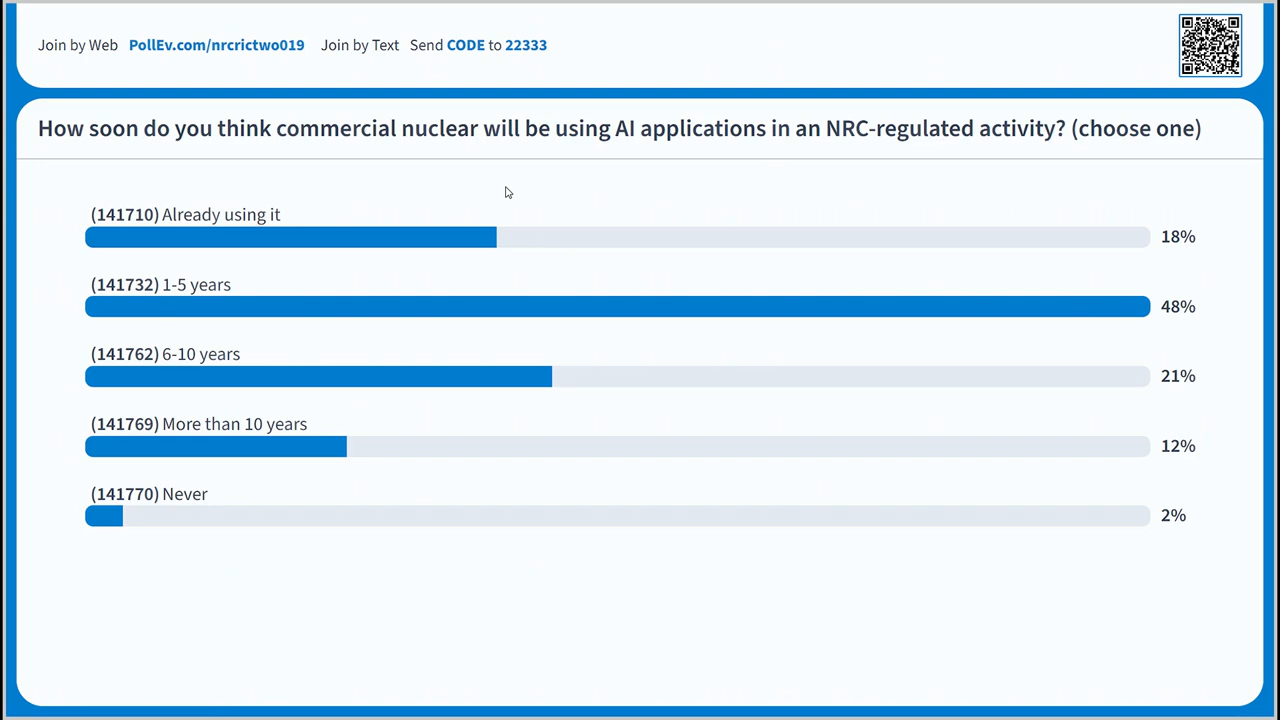 Join by Web PollEv.com/nrcrictwo019 Join by Text Send CODE to 22333
How soon do you think commercial nuclear will be using AI applications in an NRC-regulated activity? (choose one)
(141710) Already using it
18%
(141732) 1-5 years
48%
(141762) 6-10 years
21%
(141769) More than 10 years
12%
(141770) Never
2%